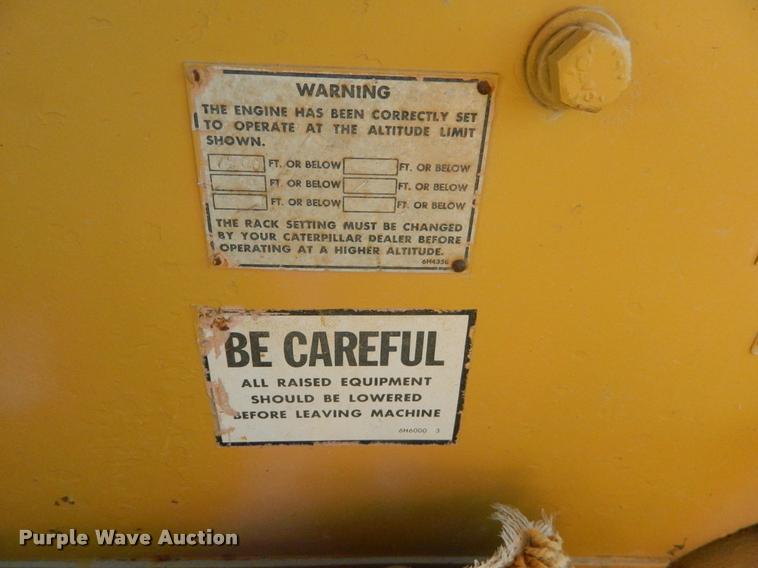 WARNING
THE ENGINE HAS BEEN CORRECTLY SET
TO OPERATE AT THE ALTITUDE LIMIT
SHOWN.
7500 FT. OR BELOW FT. OR BELOW
FT. OR BELOW FT. OR BELOW
FT. OR BELOW FT. OR BELOW
THE RACK SETTING MUST BE CHANGED
BY YOUR CATERPILLAR DEALER BEFORE
OPERATING AT A HIGHER ALTITUDE.
BE CAREFUL
ALL RAISED EQUIPMENT
SHOULD BE LOWERED
BEFORE LEAVING MACHINE
6H6000 3
Purple Wave Auction